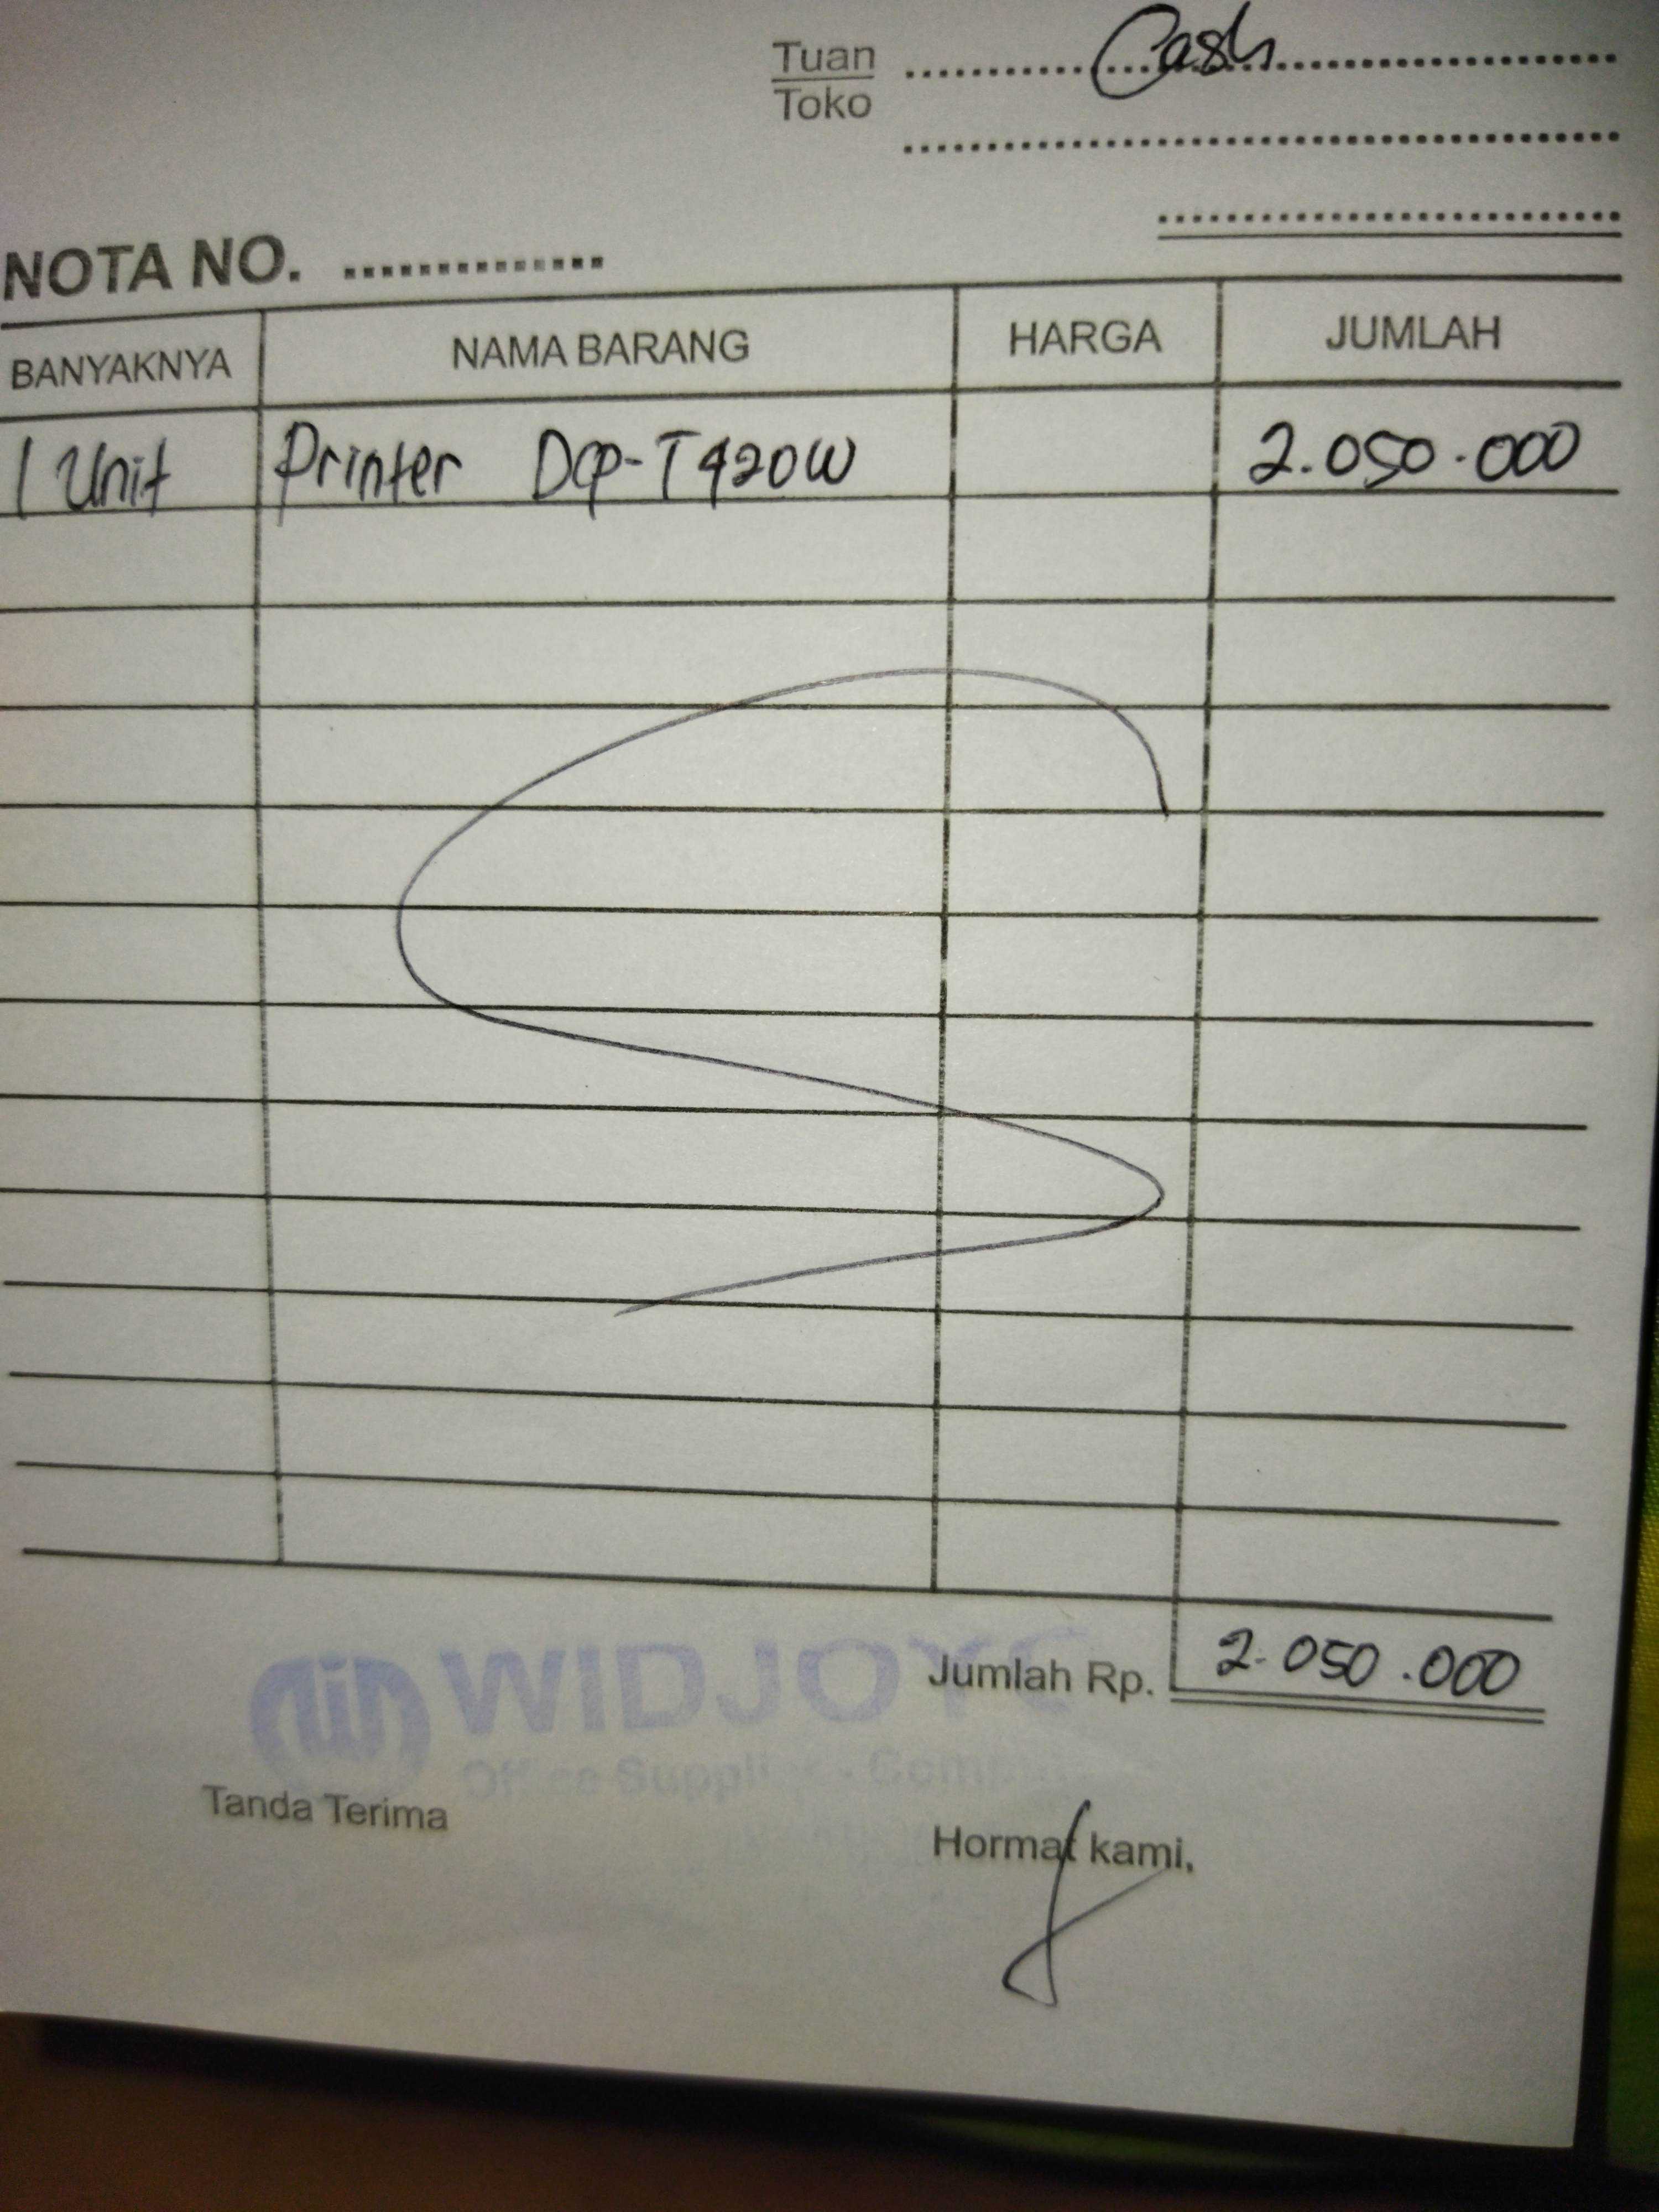 Tuan Cash
Toko
NOTA NO.
BANYAKNYA NAMA BARANG HARGA JUMLAH
1 Unit Printer DCP-T420W 2.050.000
Jumlah Rp. 2.050.000
Office
Tanda Terima
Hormat kami,